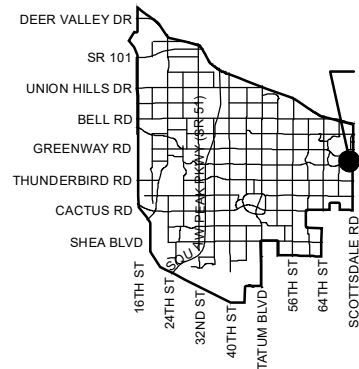 DEER VALLEY DR
SR 101
UNION HILLS DR
BELL RD
GREENWAY RD
THUNDERBIRD RD
CACTUS RD
SHEA BLVD
SQUAW PEAK PKWY (SR 51)
16TH ST
24TH ST
32ND ST
40TH ST
TATUM BLVD
56TH ST
64TH ST
SCOTTSDALE RD